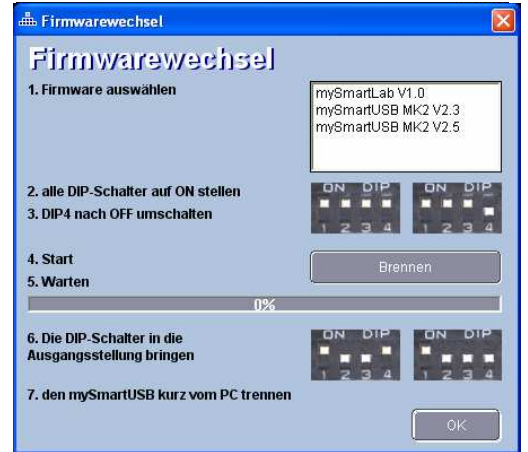 Firmwarewechsel
Firmwarewechsel
1. Firmware auswählen
mySmartLab V1.0
mySmartUSB MK2 V2.3
mySmartUSB MK2 V2.5
2. alle DIP-Schalter auf ON stellen
3. DIP4 nach OFF umschalten
ON DIP
1 2 3 4
ON DIP
1 2 3 4
4. Start
5. Warten
Brennen
0%
6. Die DIP-Schalter in die
Ausgangsstellung bringen
ON DIP
1 2 3 4
ON DIP
1 2 3 4
7. den mySmartUSB kurz vom PC trennen
OK